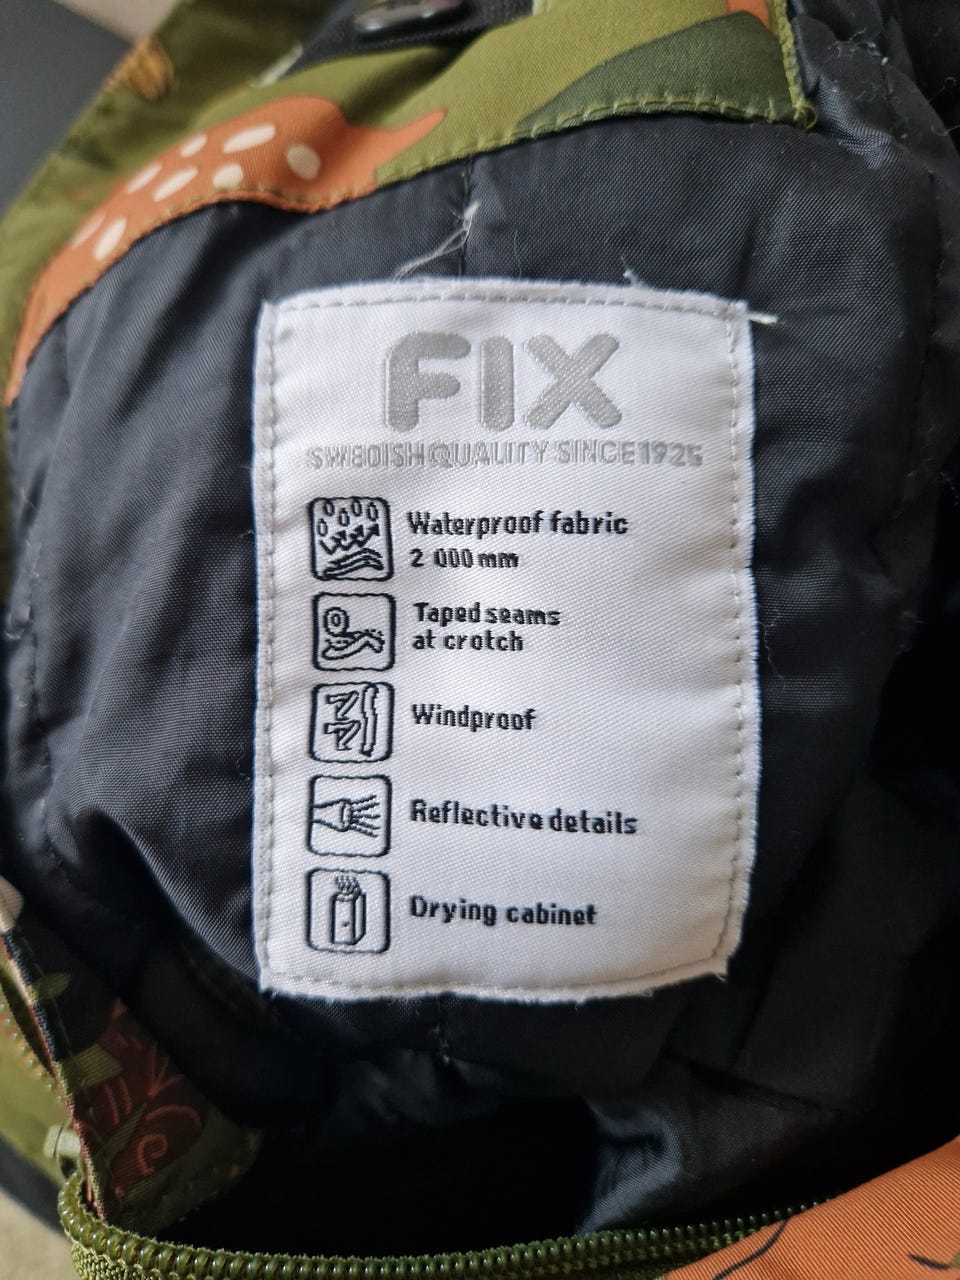 FIX
SWEDISH QUALITY SINCE 1925
Waterproof fabric
2 000 mm
Taped seams
at crotch
Windproof
Reflective details
Drying cabinet